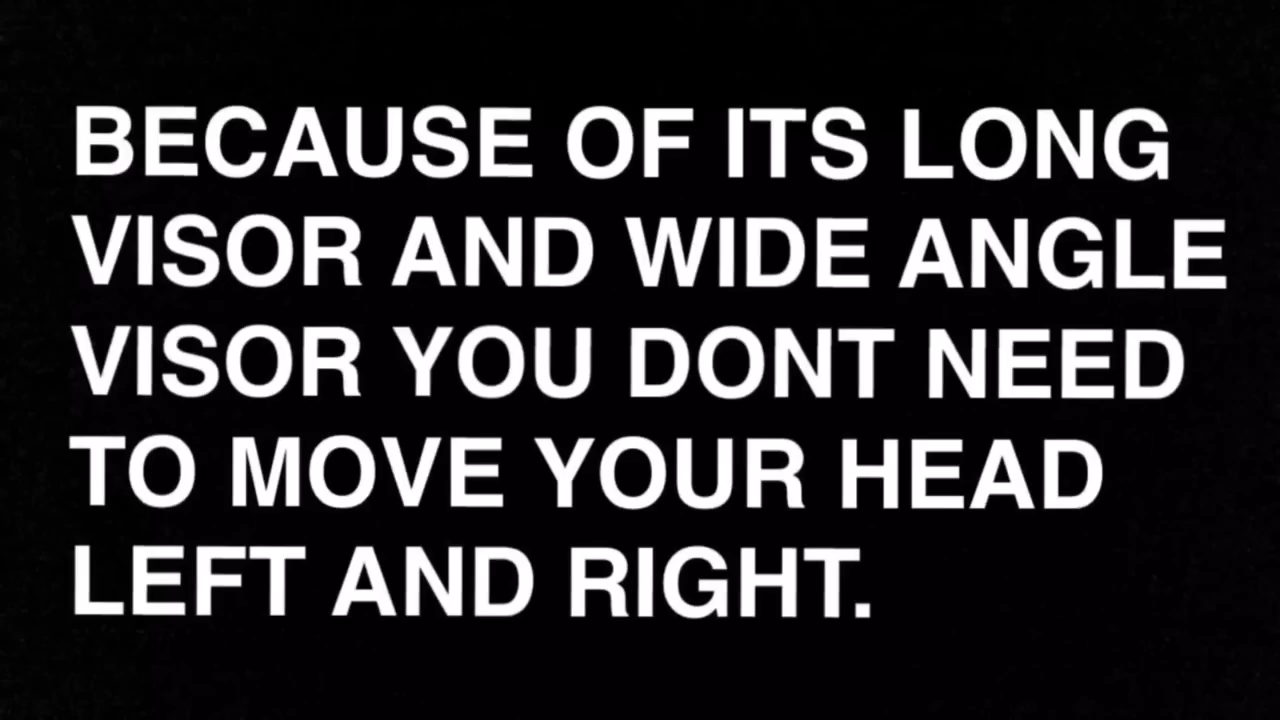 BECAUSE OF ITS LONG
VISOR AND WIDE ANGLE
VISOR YOU DONT NEED
TO MOVE YOUR HEAD
LEFT AND RIGHT.